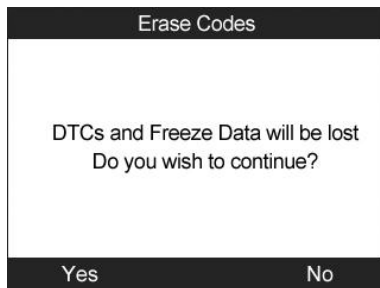 Erase Codes
DTCs and Freeze Data will be lost
Do you wish to continue?
Yes No